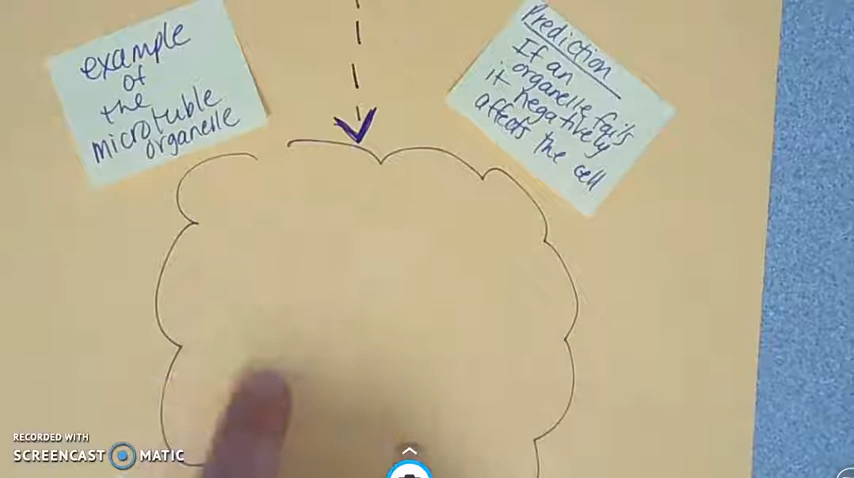 example
of
the
microtuble
organelle
Prediction
If an
organelle fails
it negatively
affects the cell
RECORDED WITH
SCREENCAST MATIC